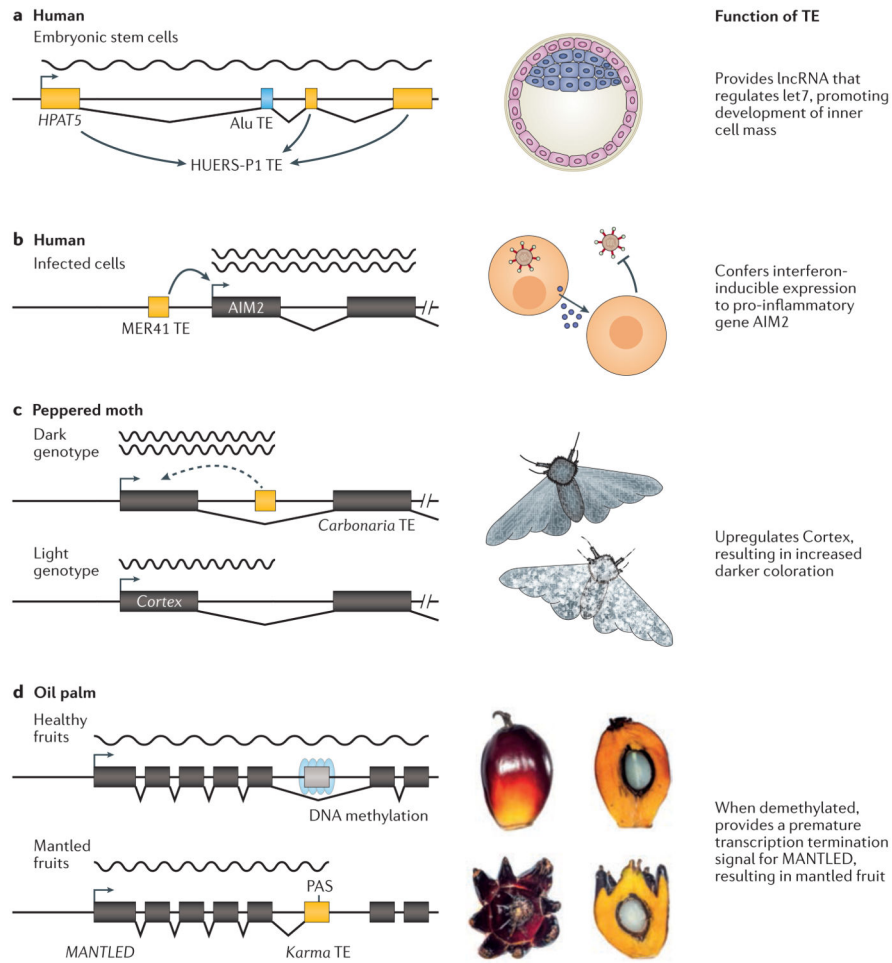 Function of TE
a Human
Embryonic stem cells
HPAT5
Alu TE
HUERS-P1 TE
Provides lncRNA that
regulates let7, promoting
development of inner
cell mass
b Human
Infected cells
AIM2
MER41 TE
Confers interferon-
inducible expression
to pro-inflammatory
gene AIM2
c Peppered moth
Dark
genotype
Carbonaria TE
Light
genotype
Cortex
Upregulates Cortex,
resulting in increased
darker coloration
d Oil palm
Healthy
fruits
DNA methylation
Mantled
fruits
PAS
MANTLED
Karma TE
When demethylated,
provides a premature
transcription termination
signal for MANTLED,
resulting in mantled fruit
Nature Reviews | Genetics